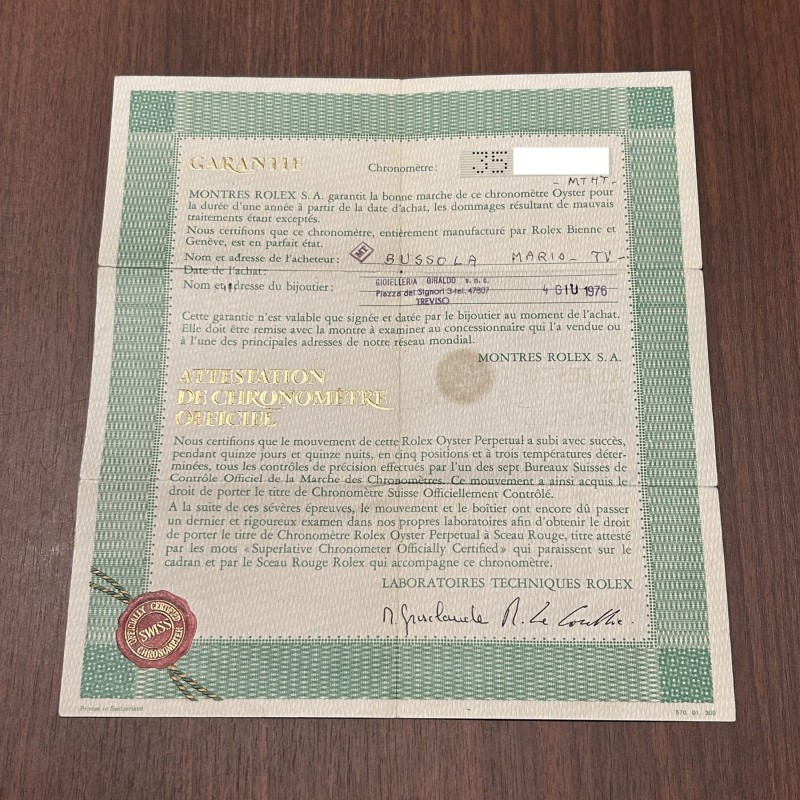 GARANTIE
Chronomètre: 35
- MTHT -
MONTRES ROLEX S.A. garantit la bonne marche de ce chronomètre Oyster pour
la durée d'une année à partir de la date d'achat, les dommages résultant de mauvais
traitements étant exceptés.
Nous certifions que ce chronomètre, entièrement manufacturé par Rolex Bienne et
Genève, est en parfait état.
Nom et adresse de l'acheteur: MT BUSSOLA MARIO - TV -
Date de l'achat:
Nom et adresse du bijoutier:
GIOIELLERIA GIRALDO s.n.c.
Piazza dei Signori 3-tel. 47807
TREVISO
4 GIU 1976
Cette garantie n'est valable que signée et datée par le bijoutier au moment de l'achat.
Elle doit être remise avec la montre à examiner au concessionnaire qui l'a vendue ou
à l'une des principales adresses de notre réseau mondial.
MONTRES ROLEX S.A.
ATTESTATION
DE CHRONOMÈTRE
OFFICIEL
Nous certifions que le mouvement de cette Rolex Oyster Perpetual a subi avec succès,
pendant quinze jours et quinze nuits, en cinq positions et à trois températures déter-
minées, tous les contrôles de précision effectués par l'un des sept Bureaux Suisses de
Contrôle Officiel de la Marche des Chronomètres. Ce mouvement a ainsi acquis le
droit de porter le titre de Chronomètre Suisse Officiellement Contrôlé.
A la suite de ces sévères épreuves, le mouvement et le boîtier ont encore dû passer
un dernier et rigoureux examen dans nos propres laboratoires afin d'obtenir le droit
de porter le titre de Chronomètre Rolex Oyster Perpetual à Sceau Rouge, titre attesté
par les mots «Superlative Chronometer Officially Certified» qui paraissent sur le
cadran et par le Sceau Rouge Rolex qui accompagne ce chronomètre.
LABORATOIRES TECHNIQUES ROLEX
OFFICIALLY CERTIFIED
SWISS
CHRONOMETER
Printed in Switzerland
570. 01. 300